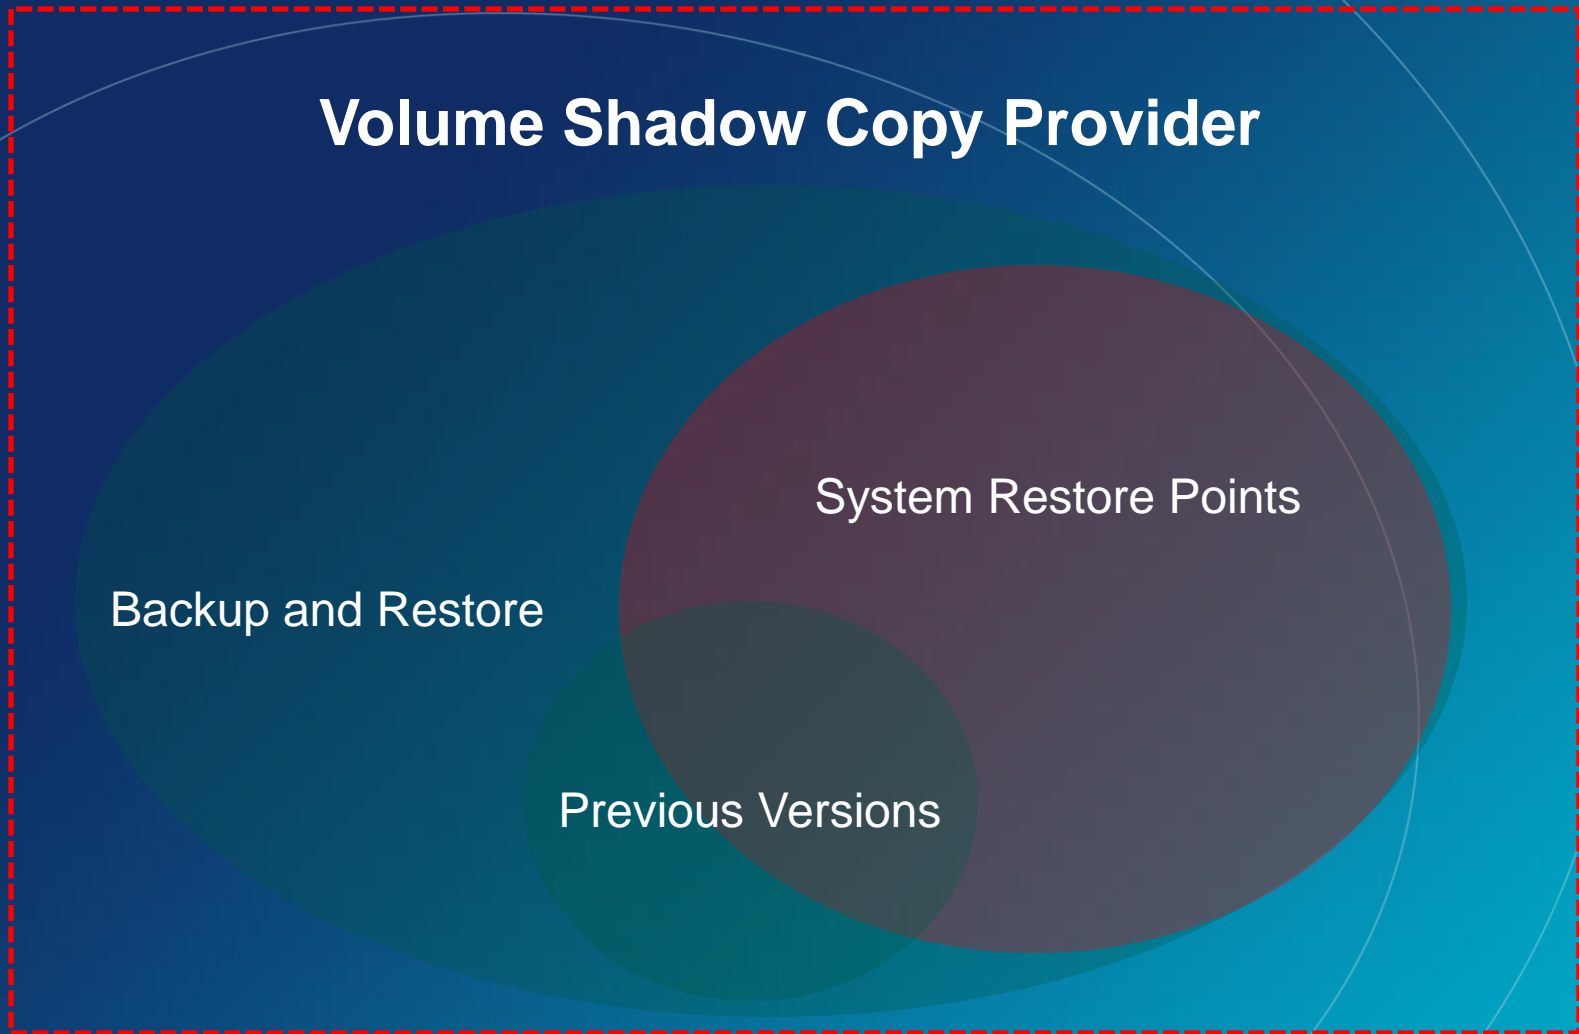 Volume Shadow Copy Provider
System Restore Points
Backup and Restore
Previous Versions